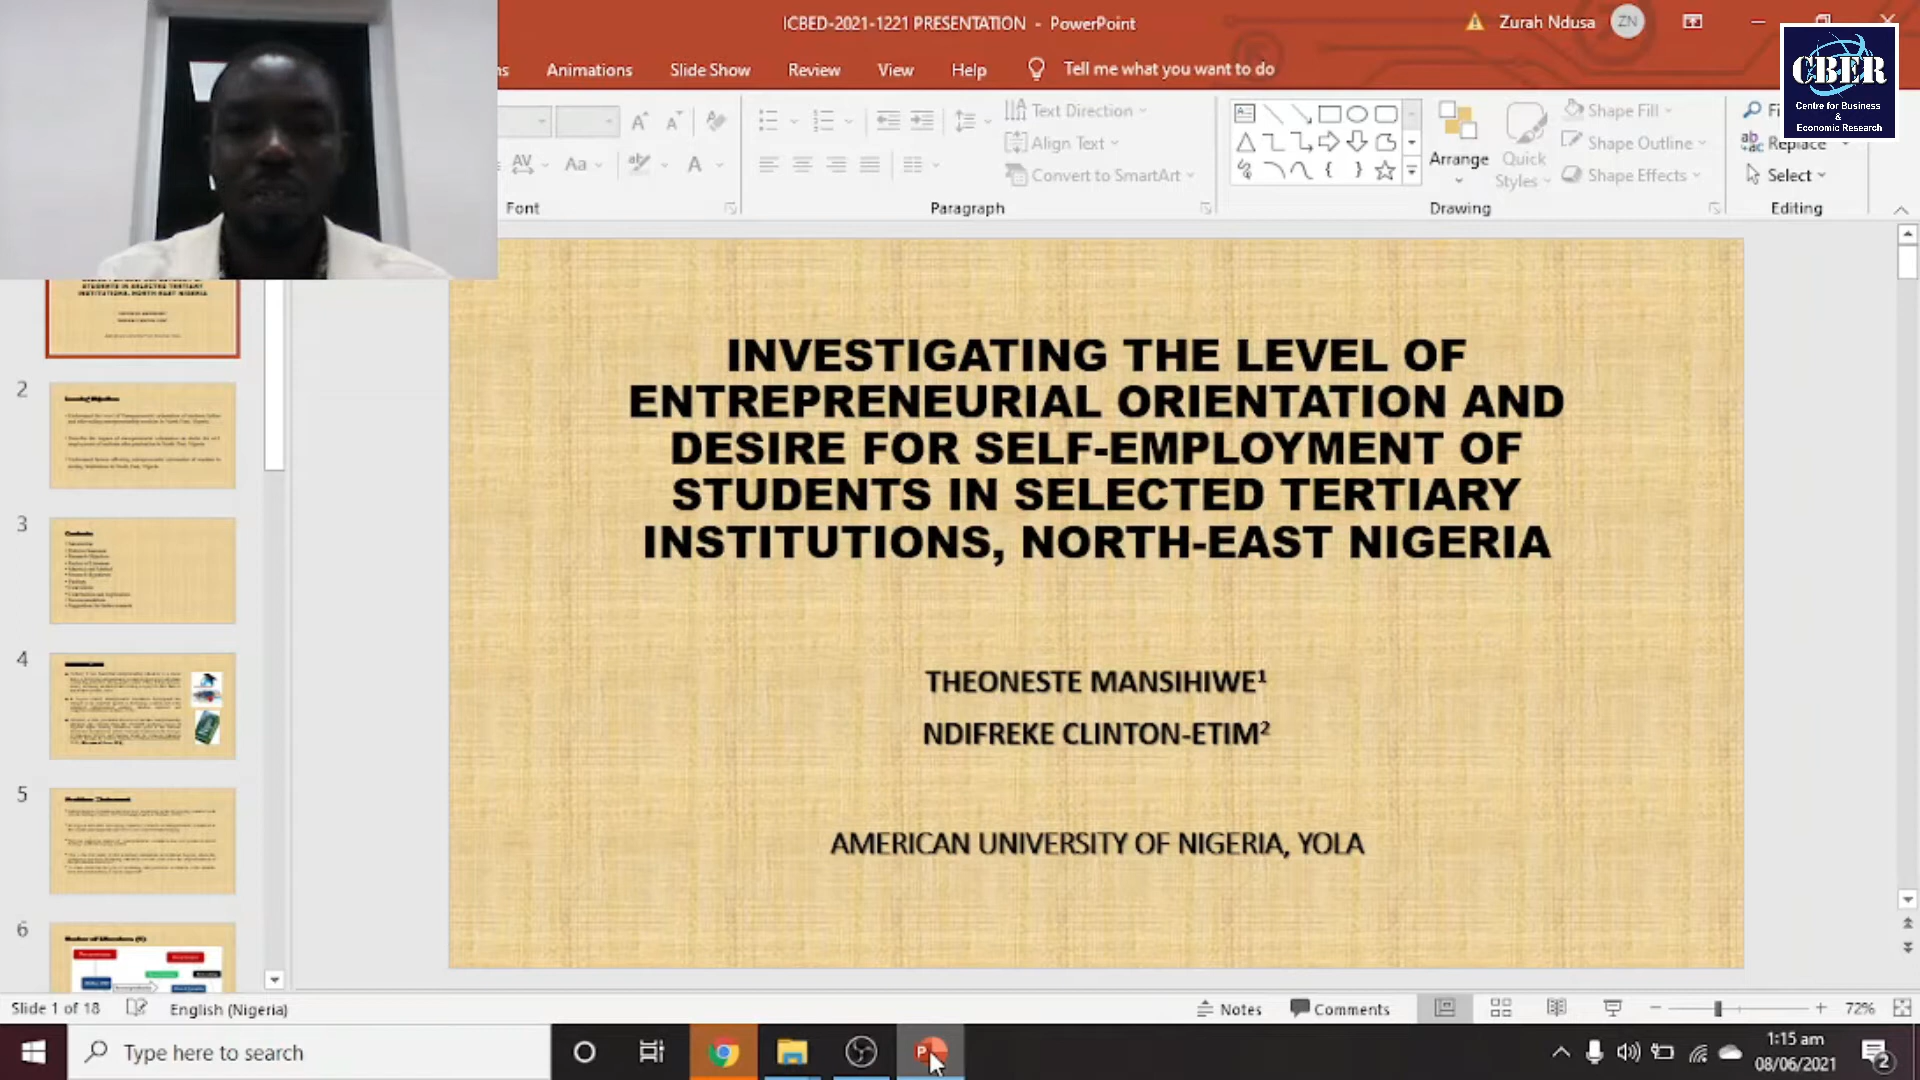 ICBED-2021-1221 PRESENTATION - PowerPoint
Zurah Ndusa
ZN
Animations
Slide Show
Review
View
Help
Tell me what you want to do
CBER
Centre for Business
&
Economic Research
Text Direction
Align Text
Convert to SmartArt
Arrange
Quick
Styles
Shape Fill
Shape Outline
Shape Effects
Replace
Select
Font
Paragraph
Drawing
Editing
INVESTIGATING THE LEVEL OF
ENTREPRENEURIAL ORIENTATION AND
DESIRE FOR SELF-EMPLOYMENT OF
STUDENTS IN SELECTED TERTIARY
INSTITUTIONS, NORTH-EAST NIGERIA
THEONESTE MANSIHIWE¹
NDIFREKE CLINTON-ETIM²
AMERICAN UNIVERSITY OF NIGERIA, YOLA
2
3
4
5
6
Slide 1 of 18
English (Nigeria)
Notes
Comments
72%
Type here to search
1:15 am
08/06/2021
2